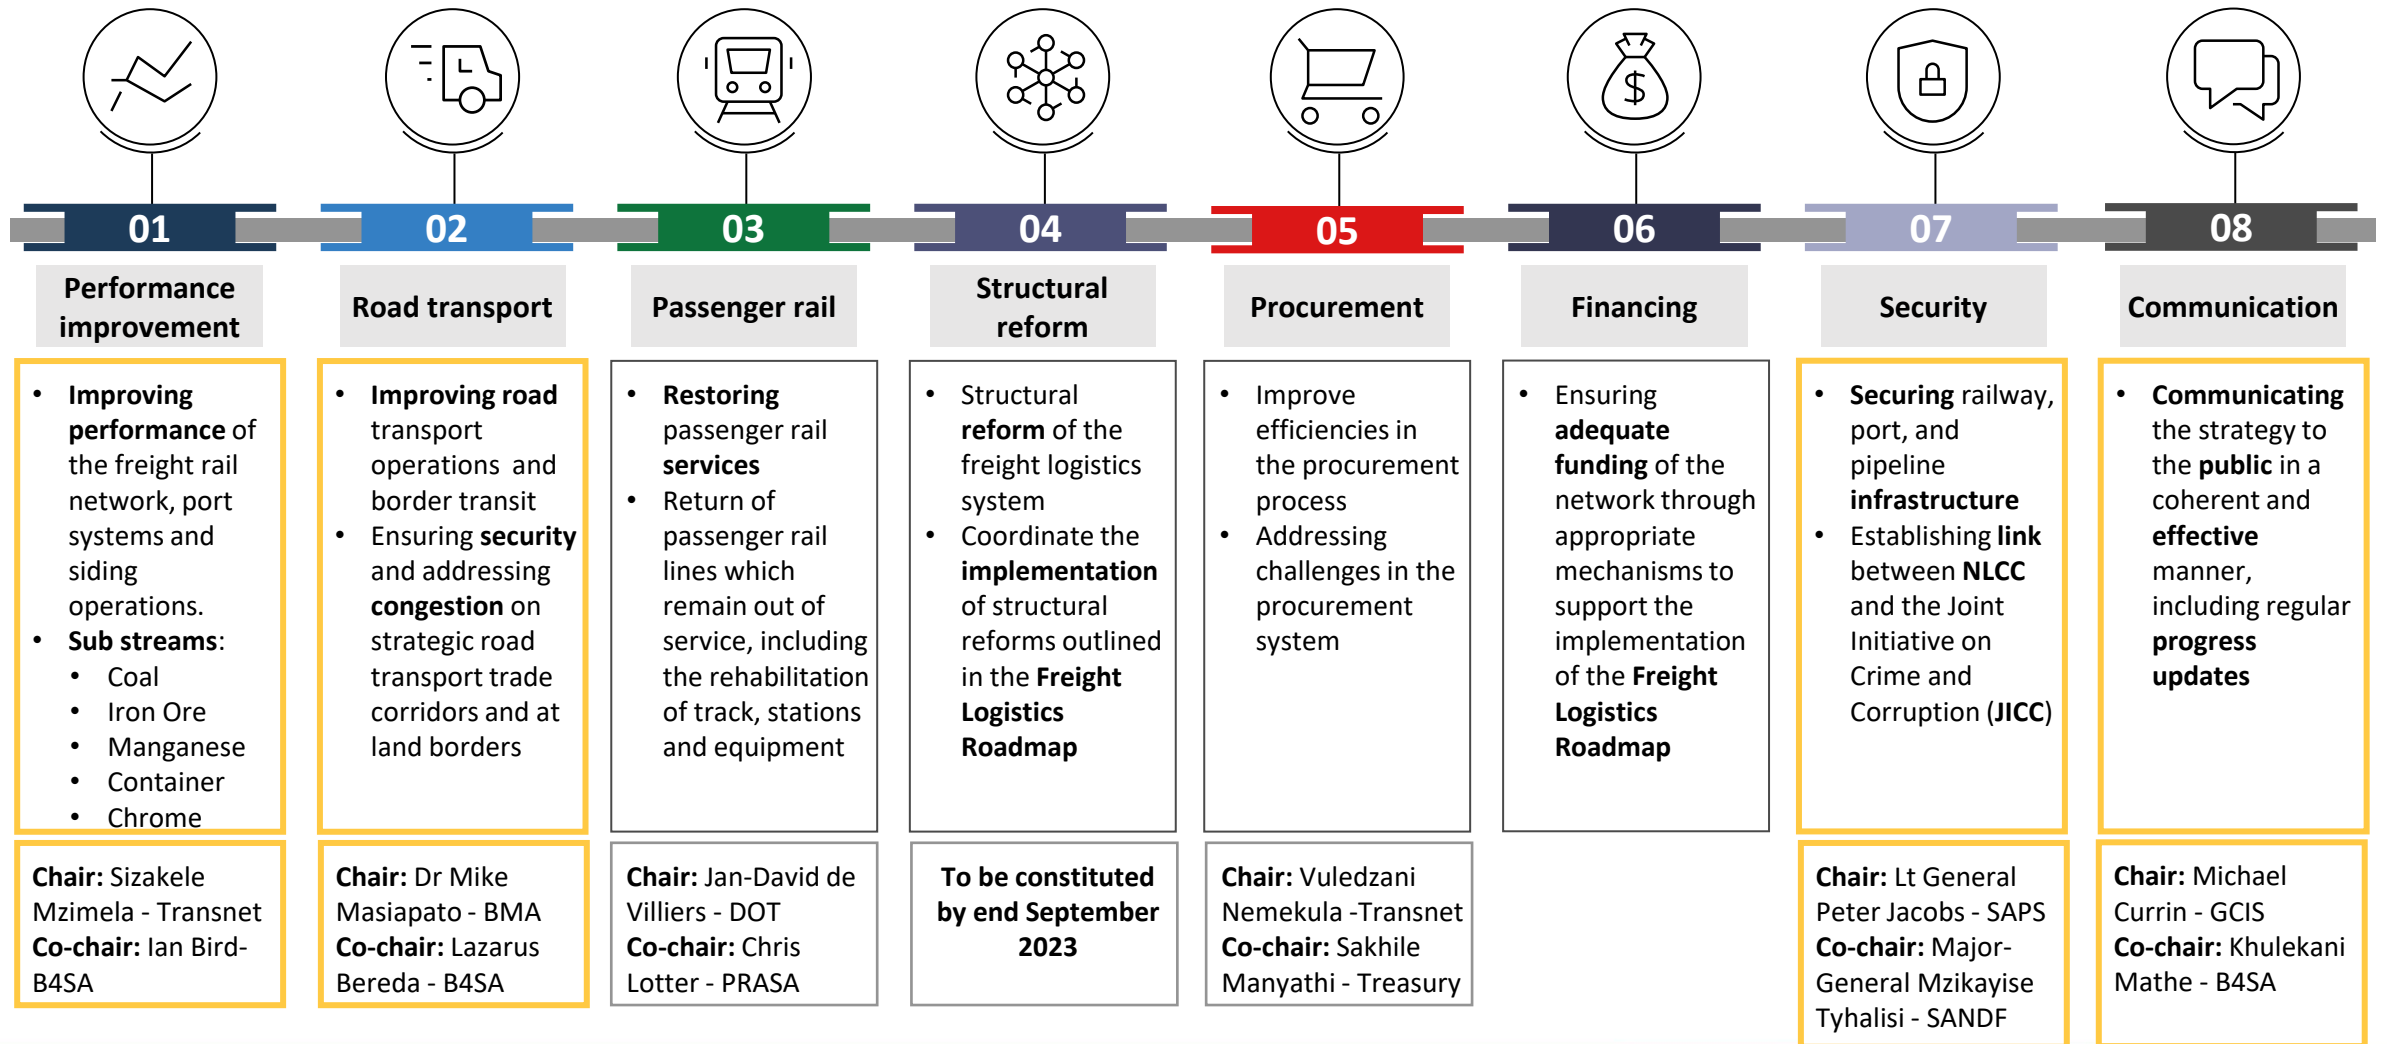 01
02
03
04
05
06
07
08
Performance
improvement
Road transport
Passenger rail
Structural
reform
Procurement
Financing
Security
Communication
• Improving
performance of
the freight rail
network, port
systems and
siding
operations.
• Sub streams:
• Coal
• Iron Ore
• Manganese
• Container
• Chrome
• Improving road
transport
operations and
border transit
• Ensuring security
and addressing
congestion on
strategic road
transport trade
corridors and at
land borders
• Restoring
passenger rail
services
• Return of
passenger rail
lines which
remain out of
service, including
the rehabilitation
of track, stations
and equipment
• Structural
reform of the
freight logistics
system
• Coordinate the
implementation
of structural
reforms outlined
in the Freight
Logistics
Roadmap
• Improve
efficiencies in
the procurement
process
• Addressing
challenges in the
procurement
system
• Ensuring
adequate
funding of the
network through
appropriate
mechanisms to
support the
implementation
of the Freight
Logistics
Roadmap
• Securing railway,
port, and
pipeline
infrastructure
• Establishing link
between NLCC
and the Joint
Initiative on
Crime and
Corruption (JICC)
• Communicating
the strategy to
the public in a
coherent and
effective
manner,
including regular
progress
updates
Chair: Sizakele
Mzimela - Transnet
Co-chair: Ian Bird-
B4SA
Chair: Dr Mike
Masiapato - BMA
Co-chair: Lazarus
Bereda - B4SA
Chair: Jan-David de
Villiers - DOT
Co-chair: Chris
Lotter - PRASA
To be constituted
by end September
2023
Chair: Vuledzani
Nemekula -Transnet
Co-chair: Sakhile
Manyathi - Treasury
Chair: Lt General
Peter Jacobs - SAPS
Co-chair: Major-
General Mzikayise
Tyhalisi - SANDF
Chair: Michael
Currin - GCIS
Co-chair: Khulekani
Mathe - B4SA
$